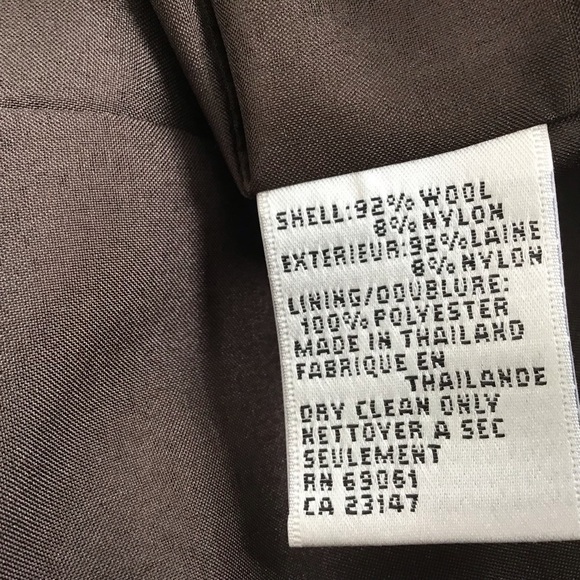 SHELL:92% WOOL
8% NYLON
EXTERIEUR:92% LAINE
8% NYLON
LINING/DOUBLURE:
100% POLYESTER
MADE IN THAILAND
FABRIQUE EN
THAILANDE
DRY CLEAN ONLY
NETTOYER A SEC
SEULEMENT
RN 69061
CA 23147